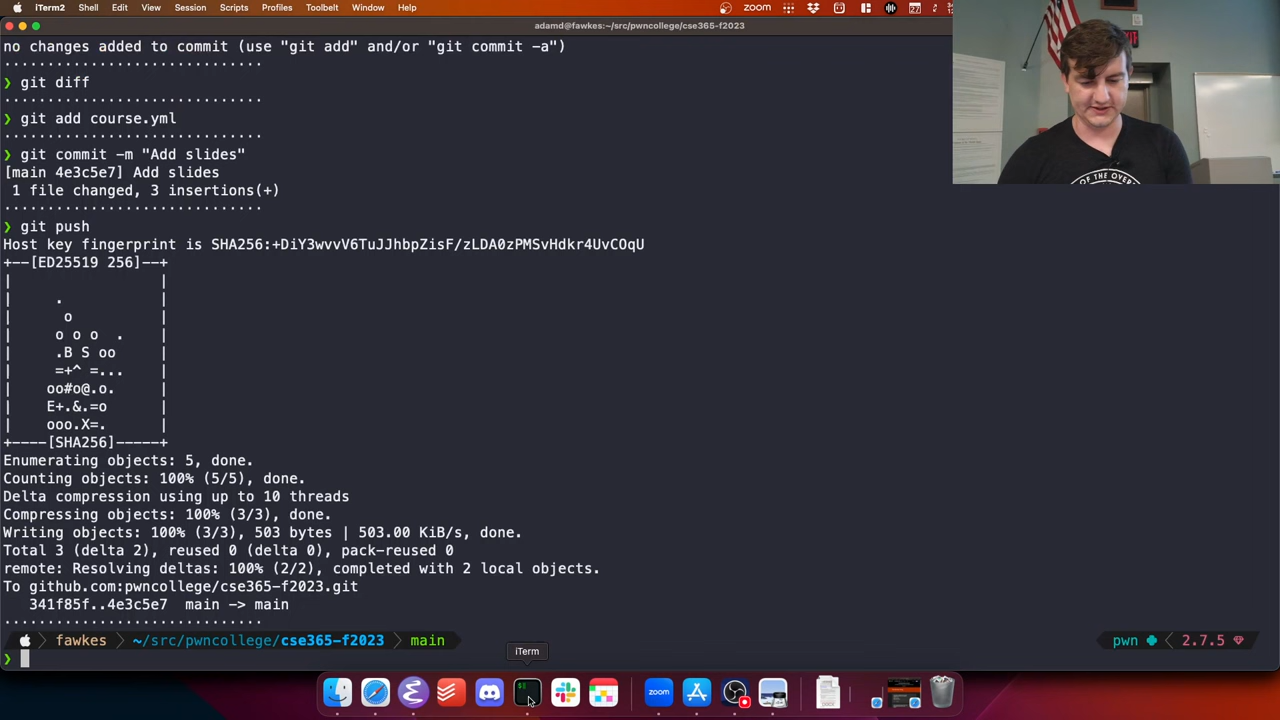 iTerm2 Shell Edit View Session Scripts Profiles Toolbelt Window Help zoom
adamd@fawkes:~/src/pwncollege/cse365-f2023
no changes added to commit (use "git add" and/or "git commit -a")
❯ git diff
❯ git add course.yml
❯ git commit -m "Add slides"
[main 4e3c5e7] Add slides
1 file changed, 3 insertions(+)
❯ git push
Host key fingerprint is SHA256:+DiY3wvvV6TuJJhbpZisF/zLDA0zPMSvHdkr4UvCOqU
+--[ED25519 256]--+
|                 |
|     .           |
|      o          |
|     o o o  .    |
|     .B S oo     |
|     =+^ =...    |
|    oo#o@.o.     |
|    E+.&.=o      |
|    ooo.X=.      |
+----[SHA256]-----+
Enumerating objects: 5, done.
Counting objects: 100% (5/5), done.
Delta compression using up to 10 threads
Compressing objects: 100% (3/3), done.
Writing objects: 100% (3/3), 503 bytes | 503.00 KiB/s, done.
Total 3 (delta 2), reused 0 (delta 0), pack-reused 0
remote: Resolving deltas: 100% (2/2), completed with 2 local objects.
To github.com:pwncollege/cse365-f2023.git
341f85f..4e3c5e7  main -> main
fawkes ~/src/pwncollege/cse365-f2023 main pwn 2.7.5
❯
iTerm
zoom
OF THE OVER